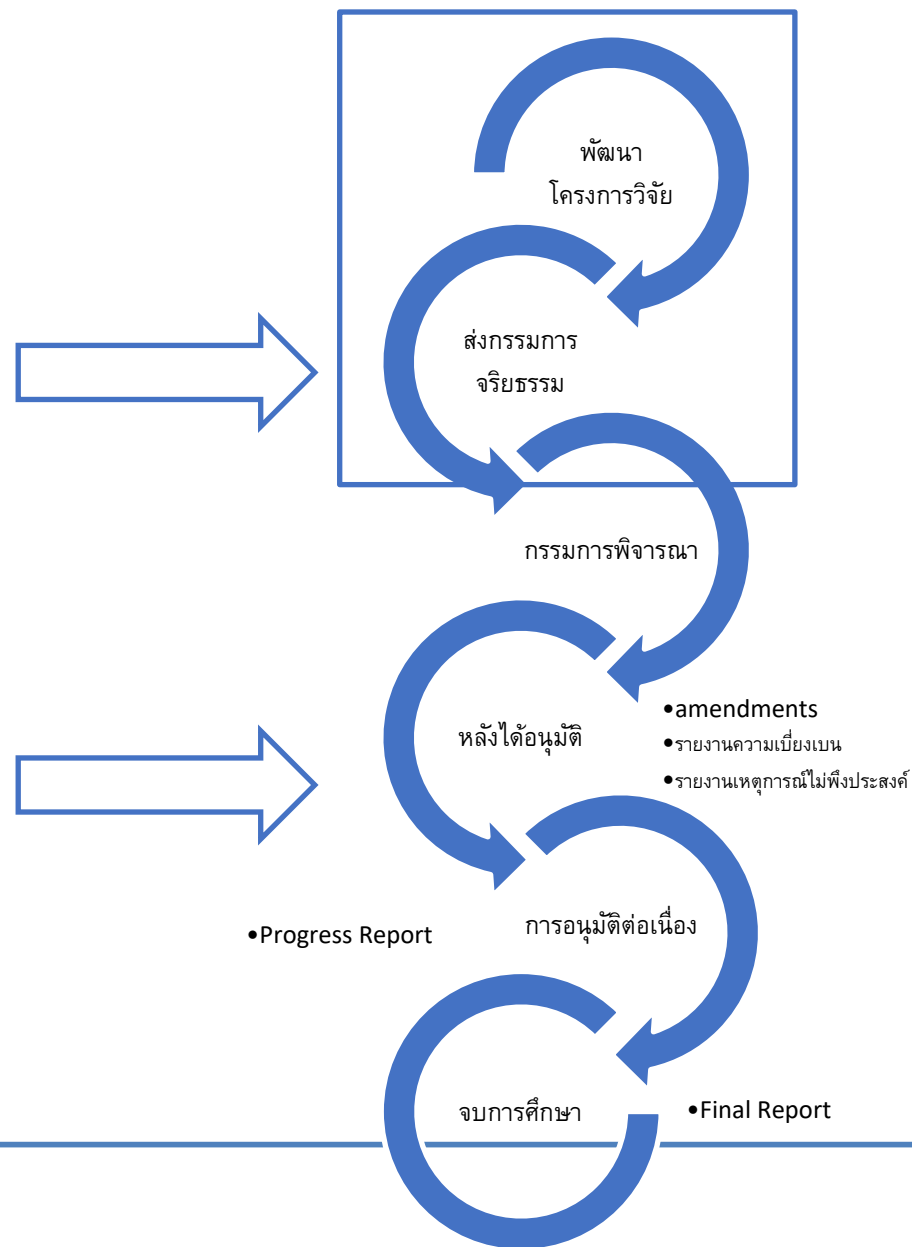 พัฒนา
โครงการวิจัย
ส่งกรรมการ
จริยธรรม
กรรมการพิจารณา
หลังได้อนุมัติ
•amendments
•รายงานความเบี่ยงเบน
•รายงานเหตุการณ์ไม่พึงประสงค์
การอนุมัติต่อเนื่อง
•Progress Report
จบการศึกษา
•Final Report